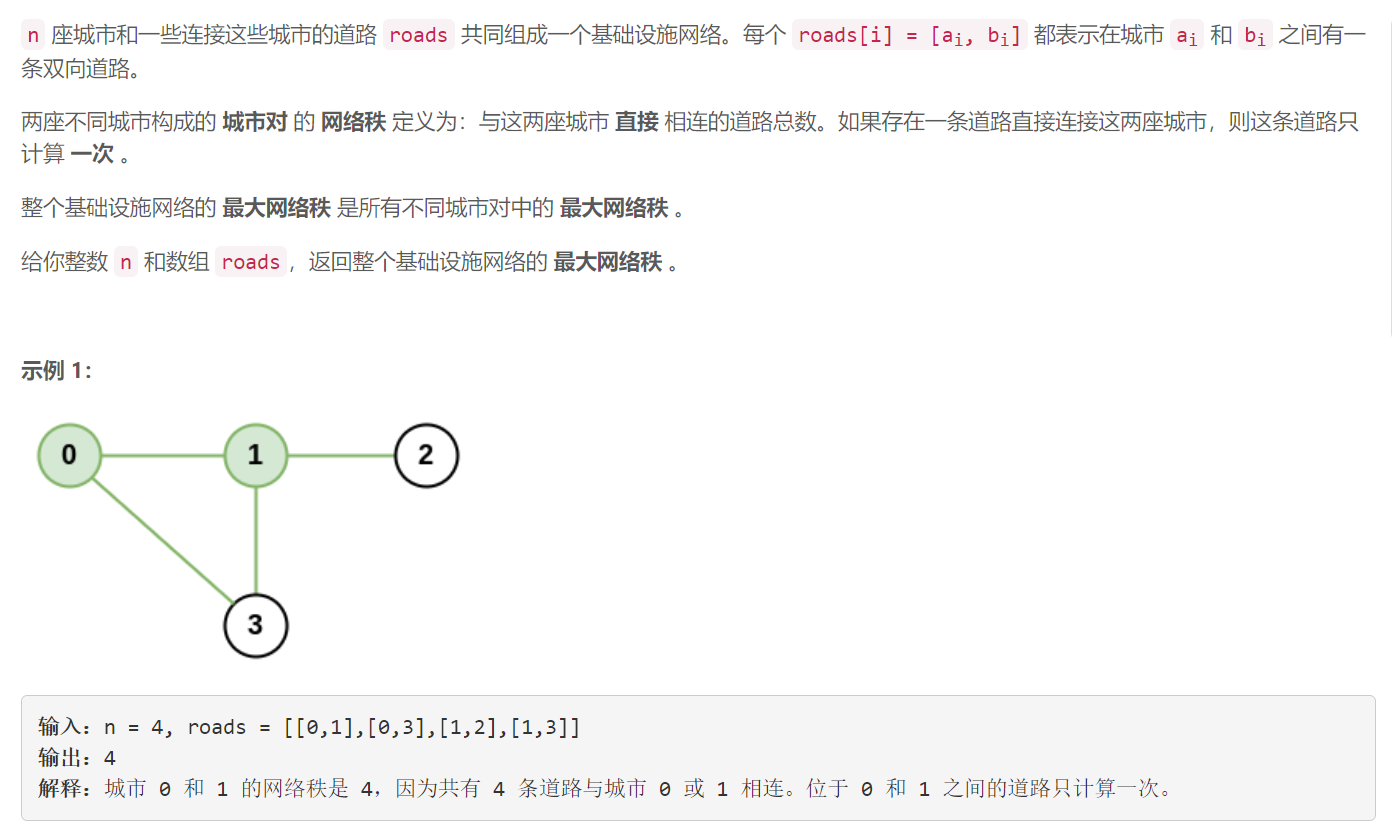 n 座城市和一些连接这些城市的道路 roads 共同组成一个基础设施网络。每个 roads[i] = [ai, bi] 都表示在城市 ai 和 bi 之间有一
条双向道路。
两座不同城市构成的 城市对 的 网络秩 定义为：与这两座城市 直接 相连的道路总数。如果存在一条道路直接连接这两座城市，则这条道路只
计算 一次 。
整个基础设施网络的 最大网络秩 是所有不同城市对中的 最大网络秩 。
给你整数 n 和数组 roads，返回整个基础设施网络的 最大网络秩 。
示例 1：
0 1 2
3
输入：n = 4, roads = [[0,1],[0,3],[1,2],[1,3]]
输出：4
解释：城市 0 和 1 的网络秩是 4，因为共有 4 条道路与城市 0 或 1 相连。位于 0 和 1 之间的道路只计算一次。